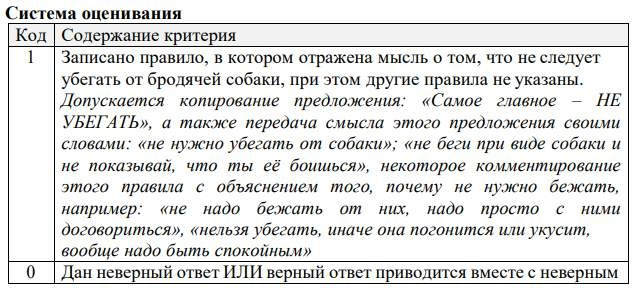 Система оценивания
Код Содержание критерия
1 Записано правило, в котором отражена мысль о том, что не следует
убегать от бродячей собаки, при этом другие правила не указаны.
Допускается копирование предложения: «Самое главное – НЕ
УБЕГАТЬ», а также передача смысла этого предложения своими
словами: «не нужно убегать от собаки»; «не беги при виде собаки и
не показывай, что ты её боишься», некоторое комментирование
этого правила с объяснением того, почему не нужно бежать,
например: «не надо бежать от них, надо просто с ними
договориться», «нельзя убегать, иначе она погонится или укусит,
вообще надо быть спокойным»
0 Дан неверный ответ ИЛИ верный ответ приводится вместе с неверным